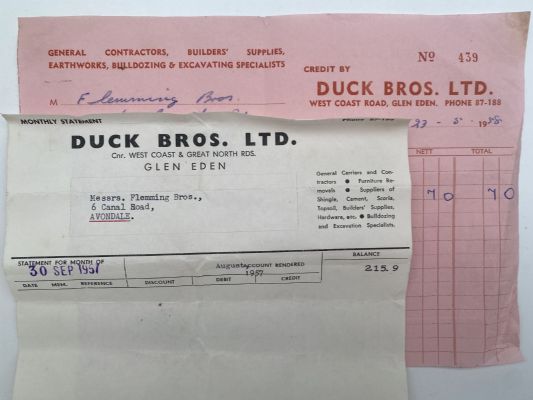 GENERAL CONTRACTORS, BUILDERS' SUPPLIES,
EARTHWORKS, BULLDOZING & EXCAVATING SPECIALISTS
Nº 439
CREDIT BY
DUCK BROS. LTD.
WEST COAST ROAD, GLEN EDEN. PHONE 87-188
M Flemming Bros.
23 - 5 - 1958
NETT TOTAL
70 70
MONTHLY STATEMENT
DUCK BROS. LTD.
Cnr. WEST COAST & GREAT NORTH RDS.
GLEN EDEN
General Carriers and Con-
tractors ● Furniture Re-
movals ● Suppliers of
Shingle, Cement, Scoria,
Topsoil, Builders' Supplies,
Hardware, etc. ● Bulldozing
and Excavation Specialists.
Messrs. Flemming Bros.,
6 Canal Road,
AVONDALE.
STATEMENT FOR MONTH OF
30 SEP 1957
August ACCOUNT RENDERED
1957
BALANCE
215.9
DATE MEM. REFERENCE DISCOUNT DEBIT CREDIT